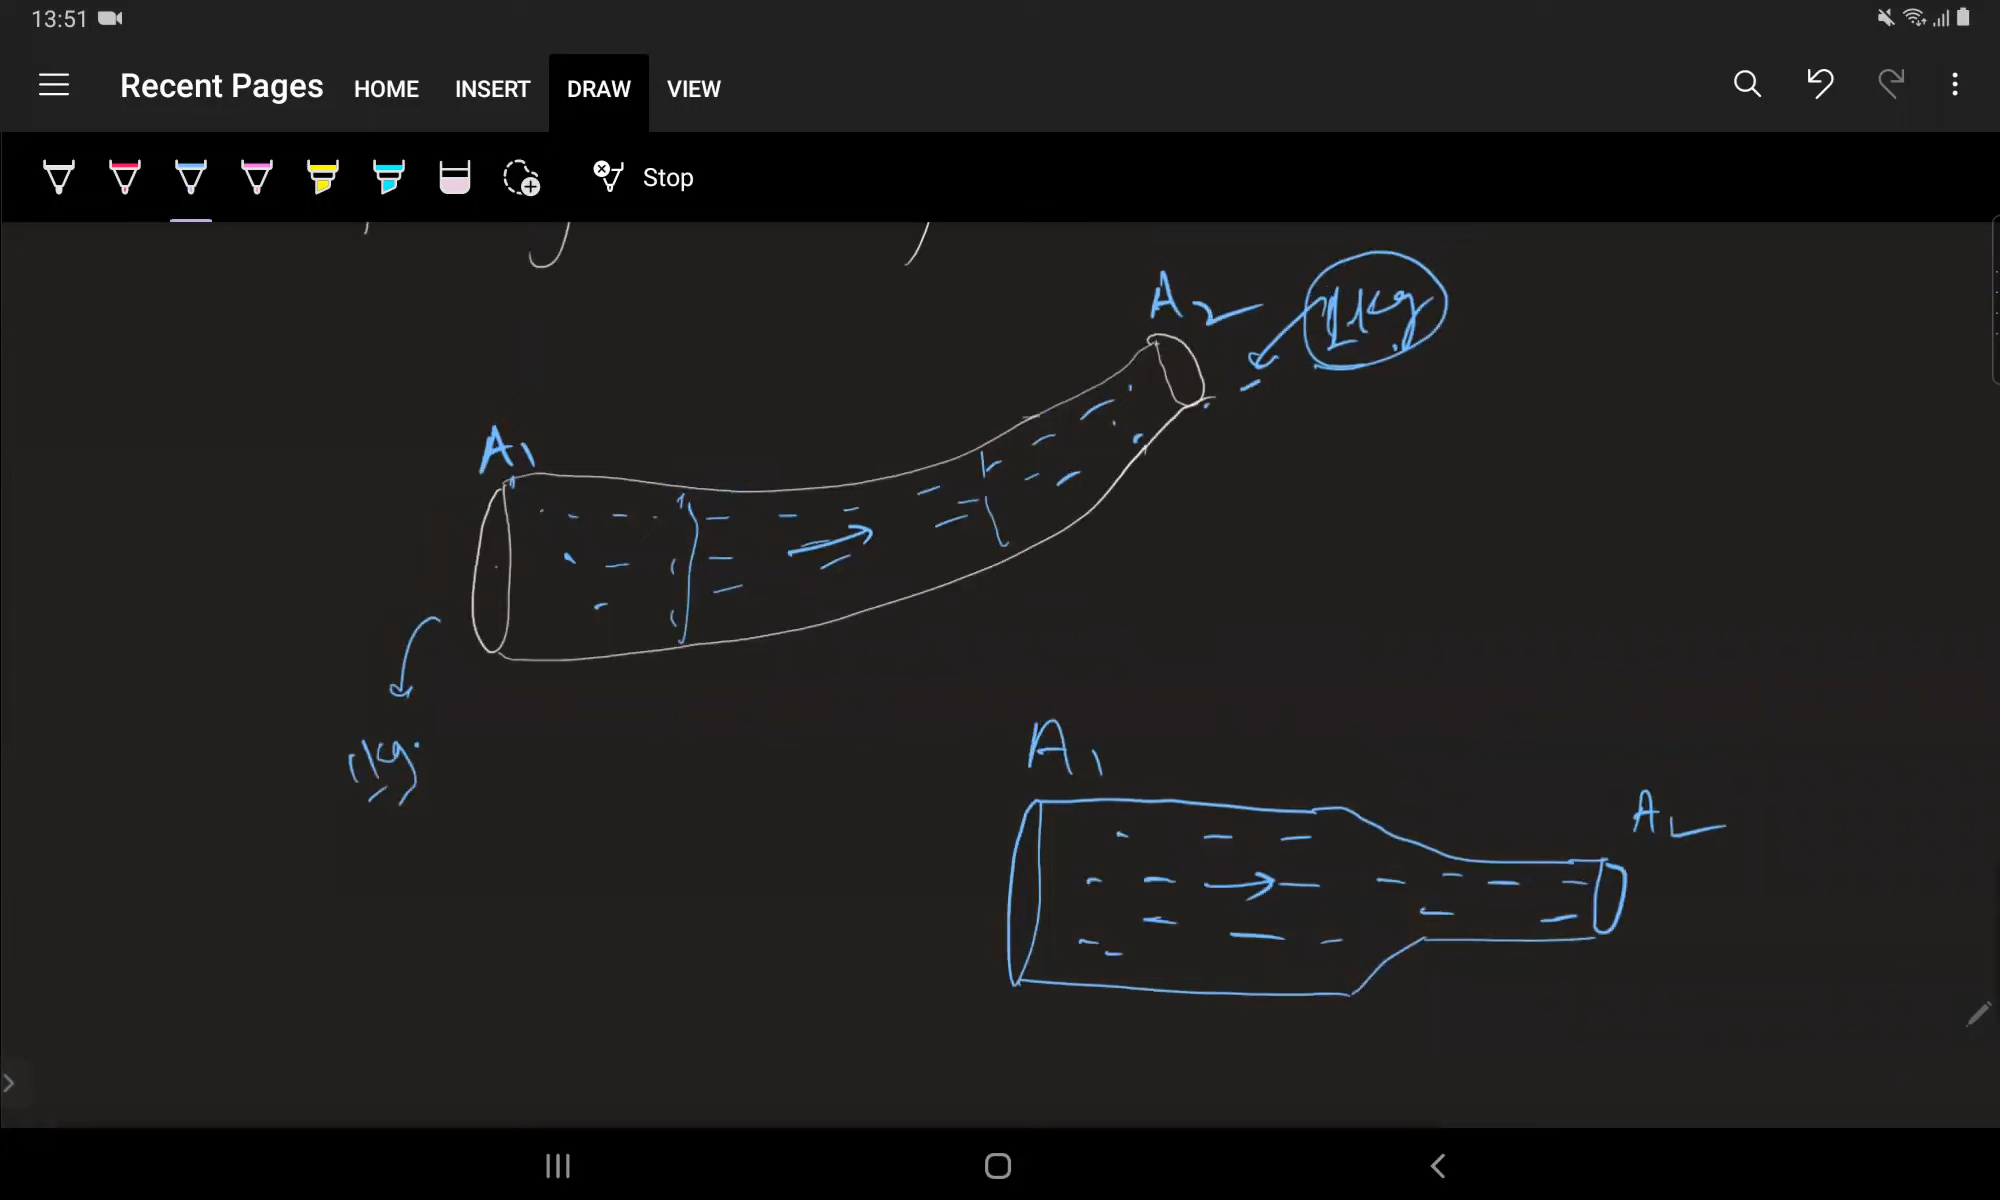 13:51
Recent Pages HOME INSERT DRAW VIEW
Stop
A2
1kg
A1
1kg
A1
A2